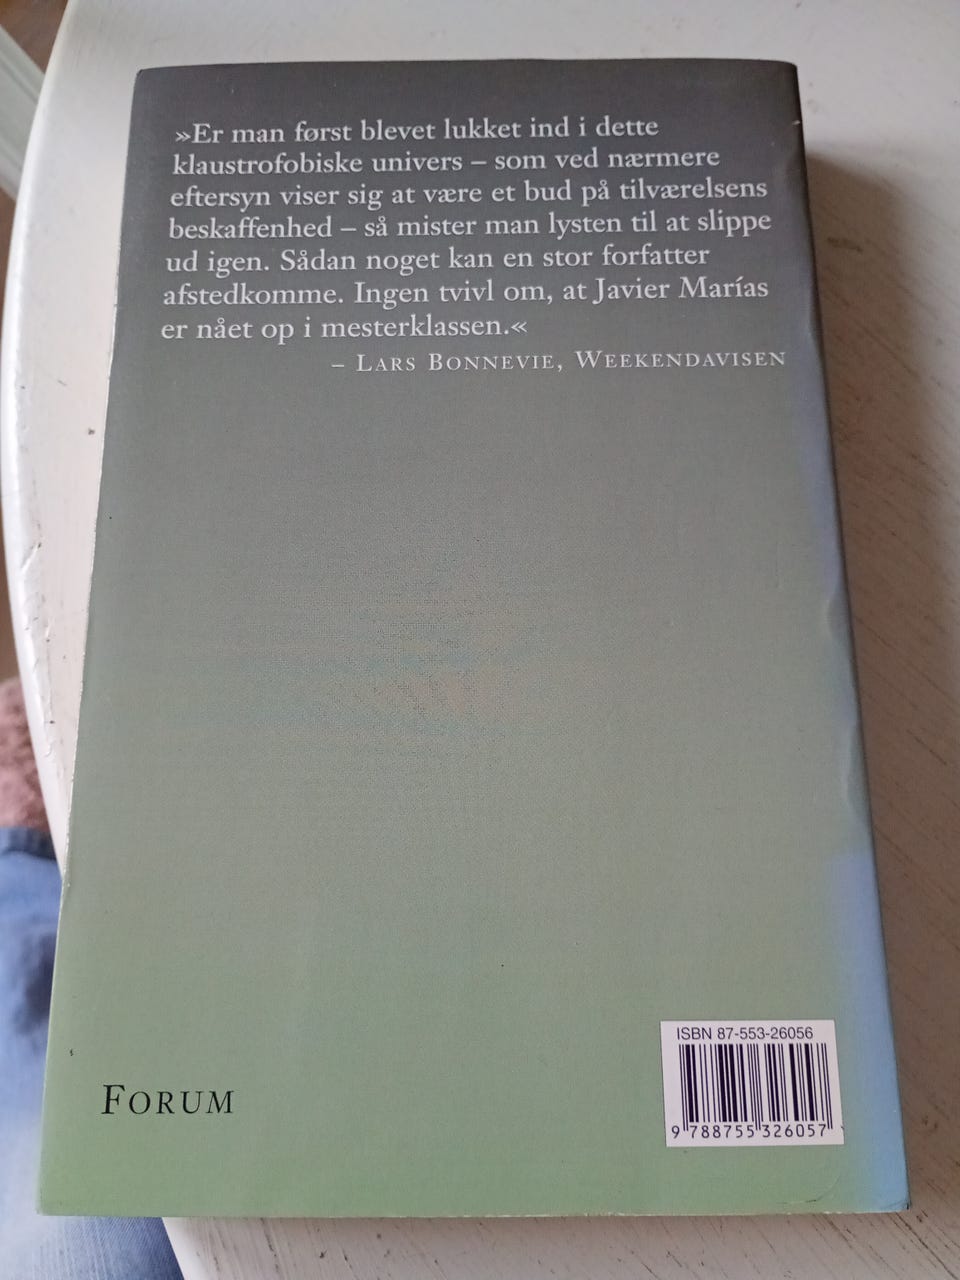 »Er man først blevet lukket ind i dette
klaustrofobiske univers – som ved nærmere
eftersyn viser sig at være et bud på tilværelsens
beskaffenhed – så mister man lysten til at slippe
ud igen. Sådan noget kan en stor forfatter
afstedkomme. Ingen tvivl om, at Javier Marías
er nået op i mesterklassen.«
– LARS BONNEVIE, WEEKENDAVISEN
FORUM
ISBN 87-553-26056
9 788755 326057